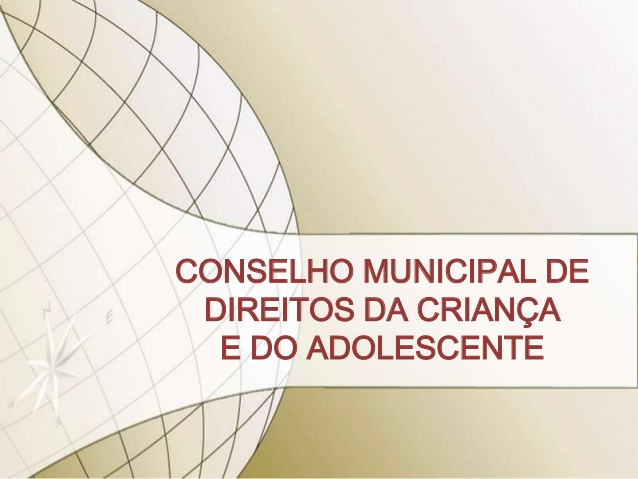 CONSELHO MUNICIPAL DE
DIREITOS DA CRIANÇA
E DO ADOLESCENTE
N
E
W
S